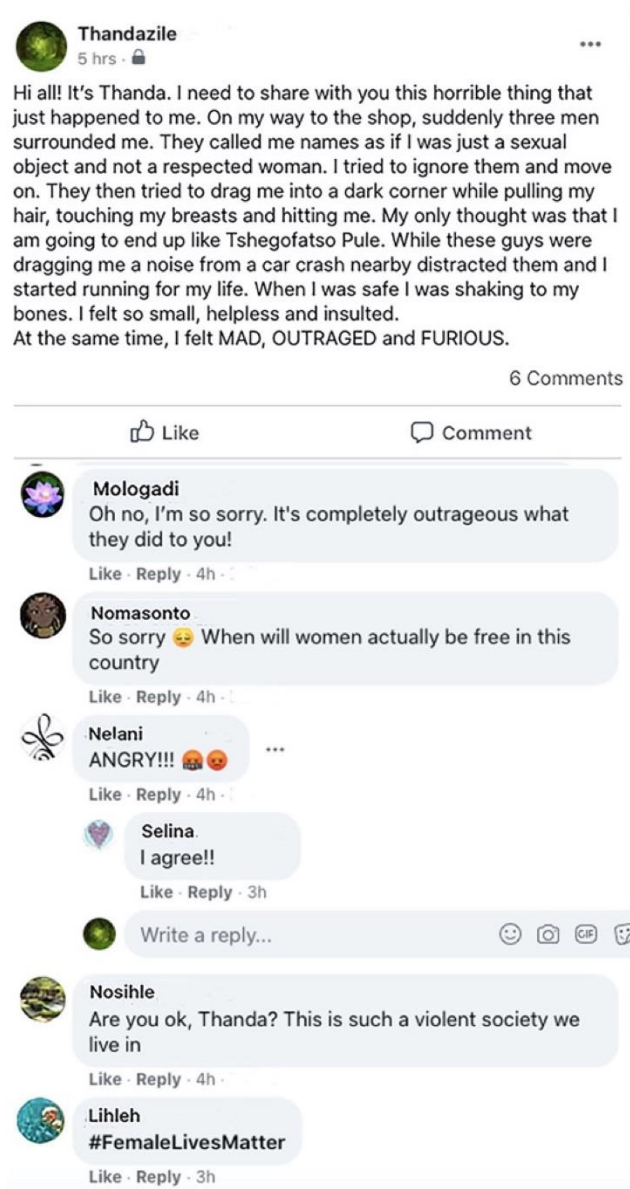 Thandazile
5 hrs ·
Hi all! It's Thanda. I need to share with you this horrible thing that
just happened to me. On my way to the shop, suddenly three men
surrounded me. They called me names as if I was just a sexual
object and not a respected woman. I tried to ignore them and move
on. They then tried to drag me into a dark corner while pulling my
hair, touching my breasts and hitting me. My only thought was that I
am going to end up like Tshegofatso Pule. While these guys were
dragging me a noise from a car crash nearby distracted them and I
started running for my life. When I was safe I was shaking to my
bones. I felt so small, helpless and insulted.
At the same time, I felt MAD, OUTRAGED and FURIOUS.
6 Comments
Like Comment
Mologadi
Oh no, I'm so sorry. It's completely outrageous what
they did to you!
Like · Reply · 4h ·
Nomasonto
So sorry 😔 When will women actually be free in this
country
Like · Reply · 4h ·
Nelani
ANGRY!!! 🤬😡
Like · Reply · 4h ·
Selina
I agree!!
Like · Reply · 3h
Write a reply...
GIF
Nosihle
Are you ok, Thanda? This is such a violent society we
live in
Like · Reply · 4h ·
Lihleh
#FemaleLivesMatter
Like · Reply · 3h